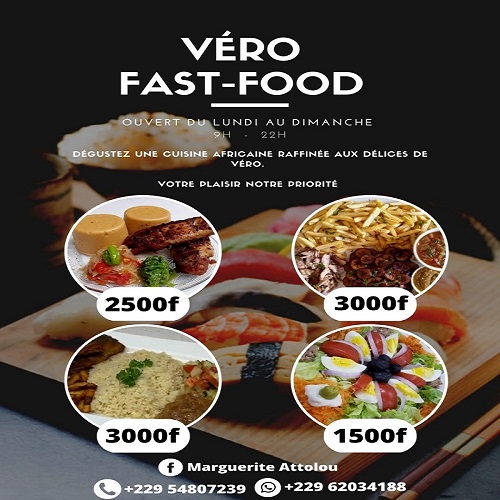 VÉRO
FAST-FOOD
OUVERT DU LUNDI AU DIMANCHE
9H - 22H
DÉGUSTEZ UNE CUISINE AFRICAINE RAFFINÉE AUX DÉLICES DE
VÉRO.
VOTRE PLAISIR NOTRE PRIORITÉ
2500f
3000f
3000f
1500f
Marguerite Attolou
+229 54807239
+229 62034188